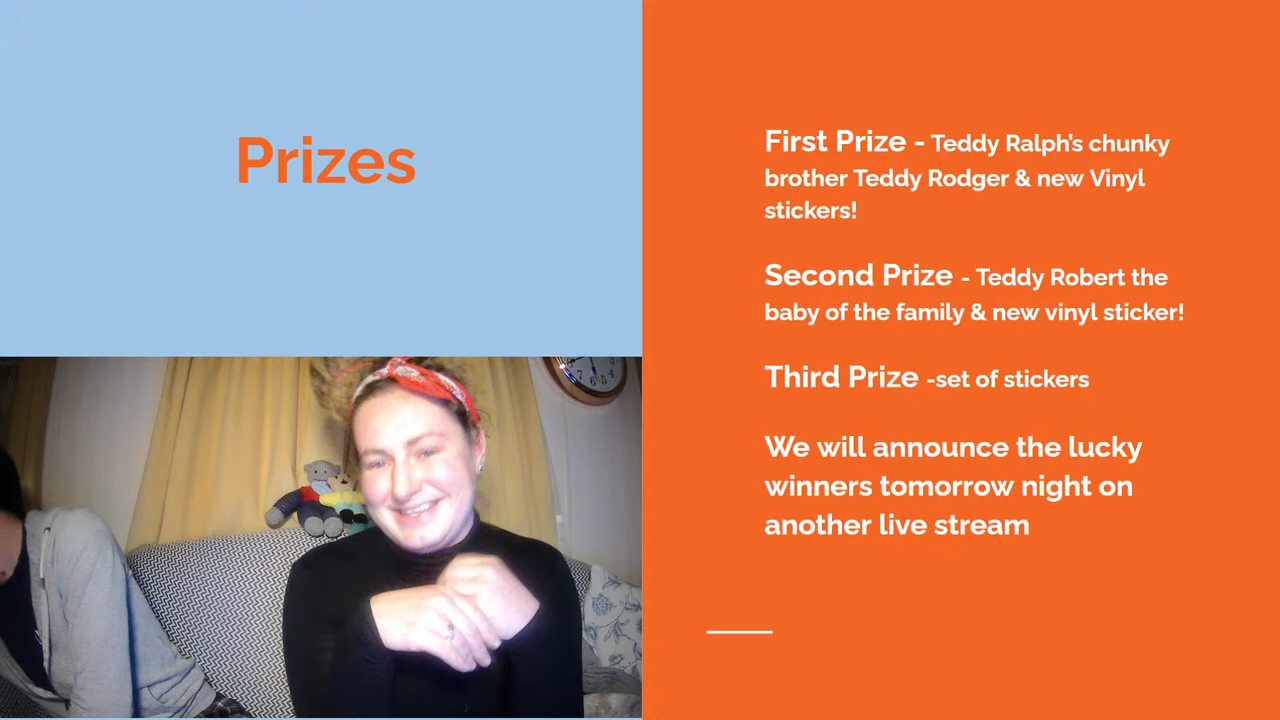 Prizes
First Prize - Teddy Ralph's chunky
brother Teddy Rodger & new Vinyl
stickers!
Second Prize - Teddy Robert the
baby of the family & new vinyl sticker!
Third Prize -set of stickers
We will announce the lucky
winners tomorrow night on
another live stream